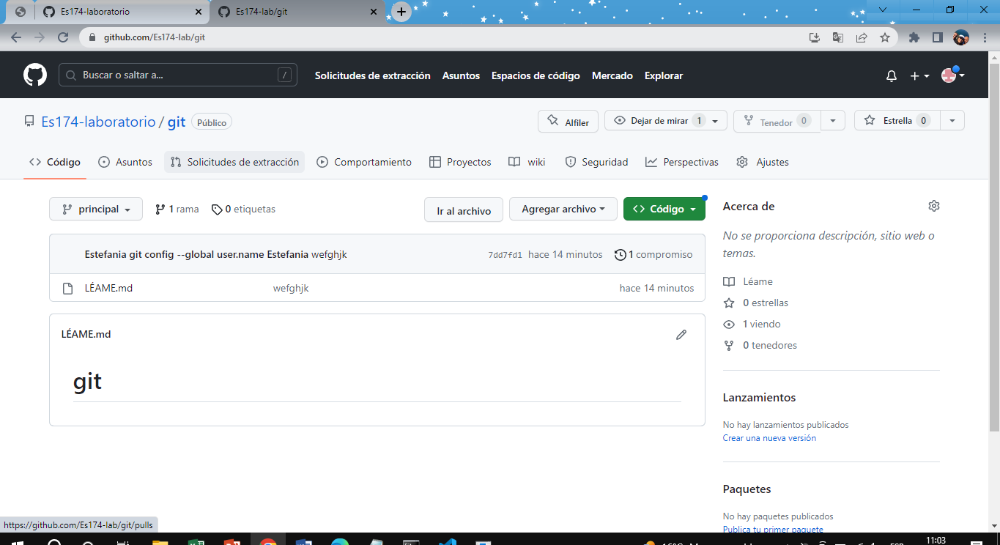 Es174-laboratorio
Es174-lab/git
github.com/Es174-lab/git
Buscar o saltar a...
/
Solicitudes de extracción
Asuntos
Espacios de código
Mercado
Explorar
Es174-laboratorio / git
Público
Alfiler
Dejar de mirar 1
Tenedor 0
Estrella 0
Código
Asuntos
Solicitudes de extracción
Comportamiento
Proyectos
wiki
Seguridad
Perspectivas
Ajustes
principal
1 rama
0 etiquetas
Ir al archivo
Agregar archivo
Código
Estefania git config --global user.name Estefania wefghjk
7dd7fd1 hace 14 minutos
1 compromiso
LÉAME.md
wefghjk
hace 14 minutos
LÉAME.md
git
Acerca de
No se proporciona descripción, sitio web o
temas.
Léame
0 estrellas
1 viendo
0 tenedores
Lanzamientos
No hay lanzamientos publicados
Crear una nueva versión
Paquetes
No hay paquetes publicados
Publica tu primer paquete
https://github.com/Es174-lab/git/pulls
11:03